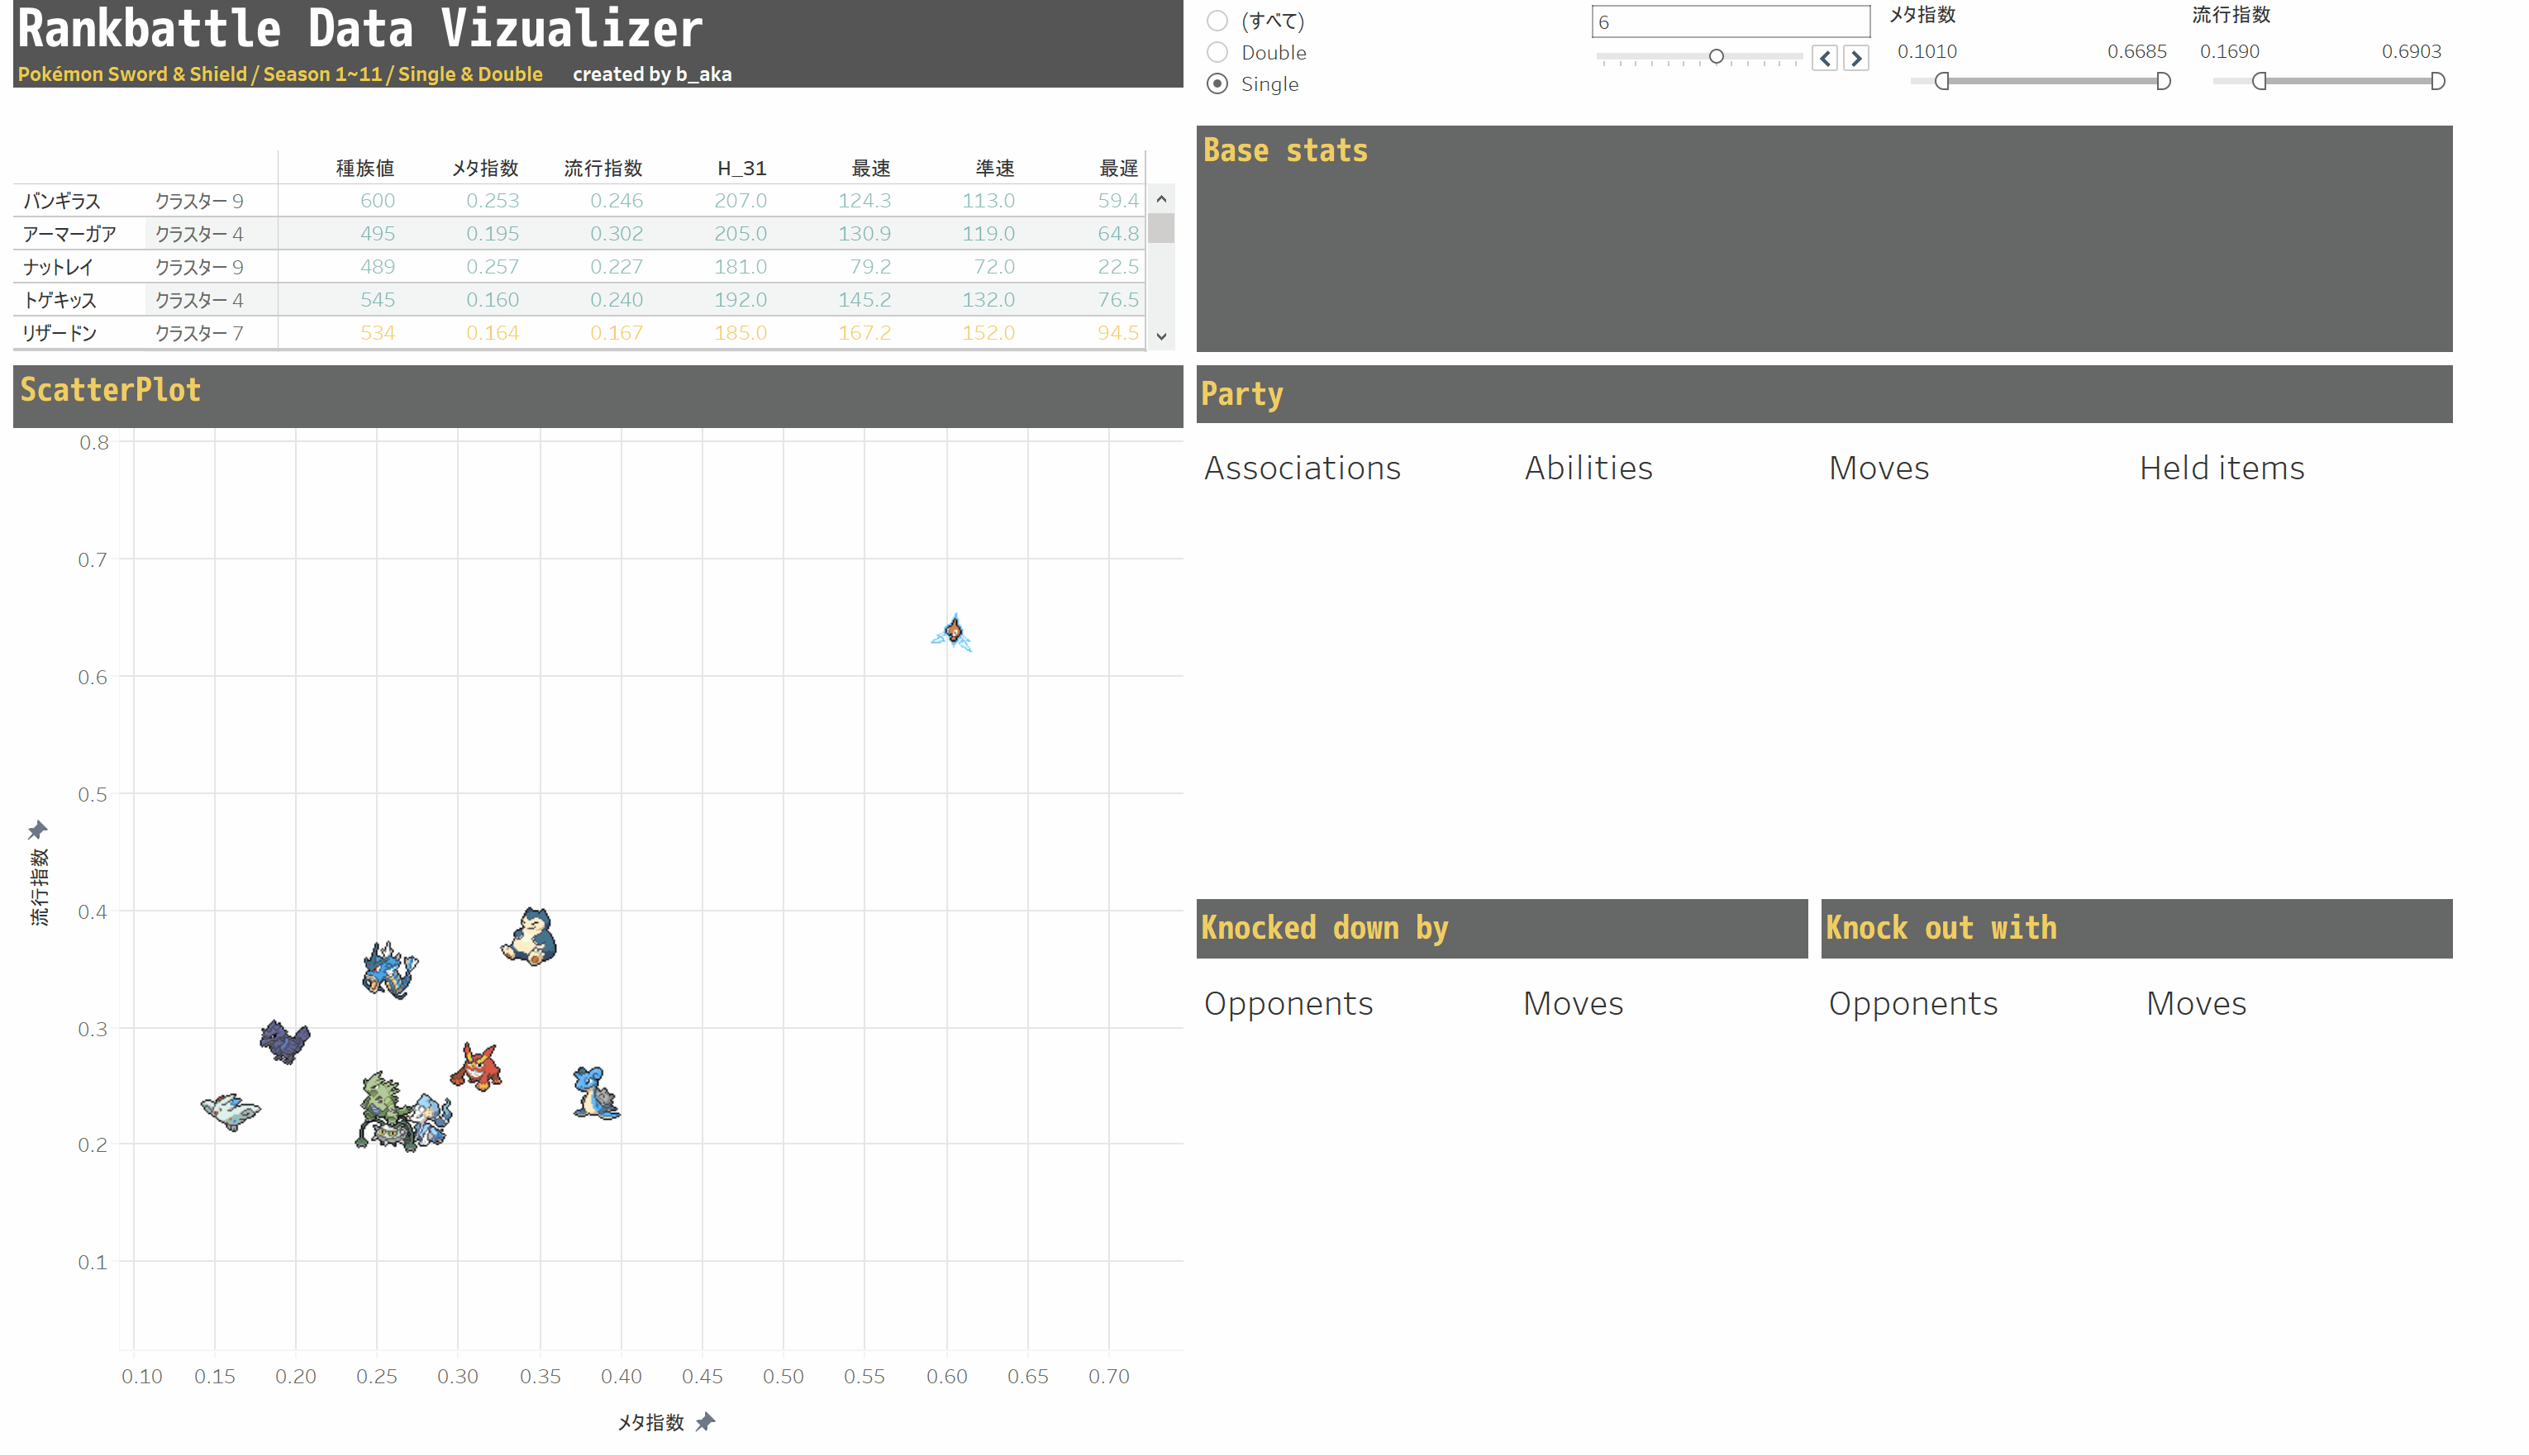 Rankbattle Data Vizualizer
Pokémon Sword & Shield / Season 1~11 / Single & Double created by b_aka
(すべて)
Double
Single
6
メタ指数
0.1010 0.6685
流行指数
0.1690 0.6903
種族値 メタ指数 流行指数 H_31 最速 準速 最遅
バンギラス クラスター 9 600 0.253 0.246 207.0 124.3 113.0 59.4
アーマーガア クラスター 4 495 0.195 0.302 205.0 130.9 119.0 64.8
ナットレイ クラスター 9 489 0.257 0.227 181.0 79.2 72.0 22.5
トゲキッス クラスター 4 545 0.160 0.240 192.0 145.2 132.0 76.5
リザードン クラスター 7 534 0.164 0.167 185.0 167.2 152.0 94.5
Base stats
ScatterPlot
0.8
0.7
0.6
0.5
0.4
0.3
0.2
0.1
流行指数
0.10 0.15 0.20 0.25 0.30 0.35 0.40 0.45 0.50 0.55 0.60 0.65 0.70
メタ指数
Party
Associations Abilities Moves Held items
Knocked down by
Opponents Moves
Knock out with
Opponents Moves